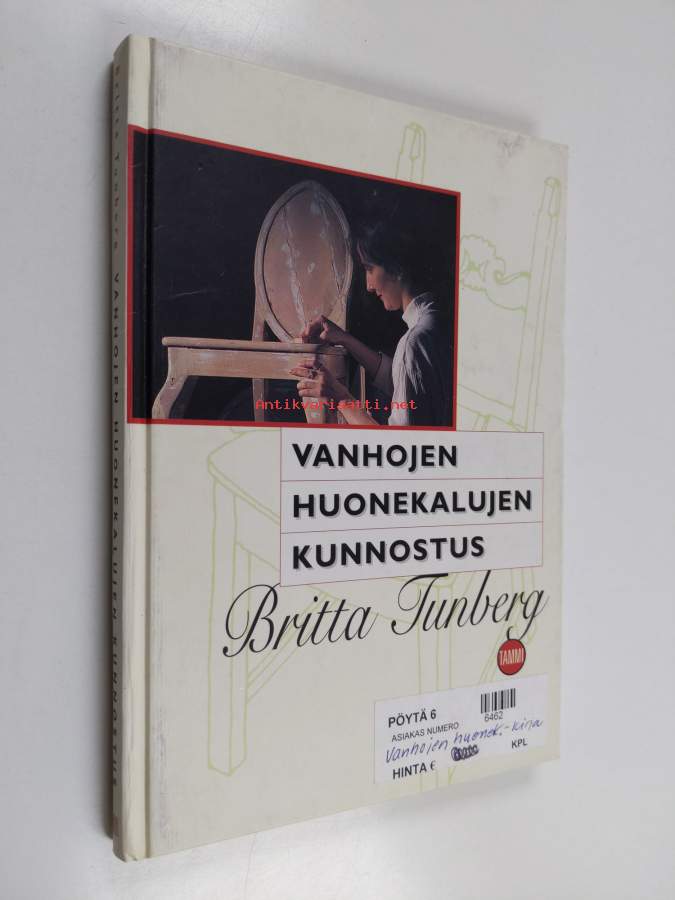 Britta Tunberg VANHOJEN HUONEKALUJEN KUNNOSTUS
Antikvariaatti.net
VANHOJEN
HUONEKALUJEN
KUNNOSTUS
Britta Tunberg
TAMMI
PÖYTÄ 6
ASIAKAS NUMERO
6462
Vanhojen huonek.-kirja
HINTA €
KPL